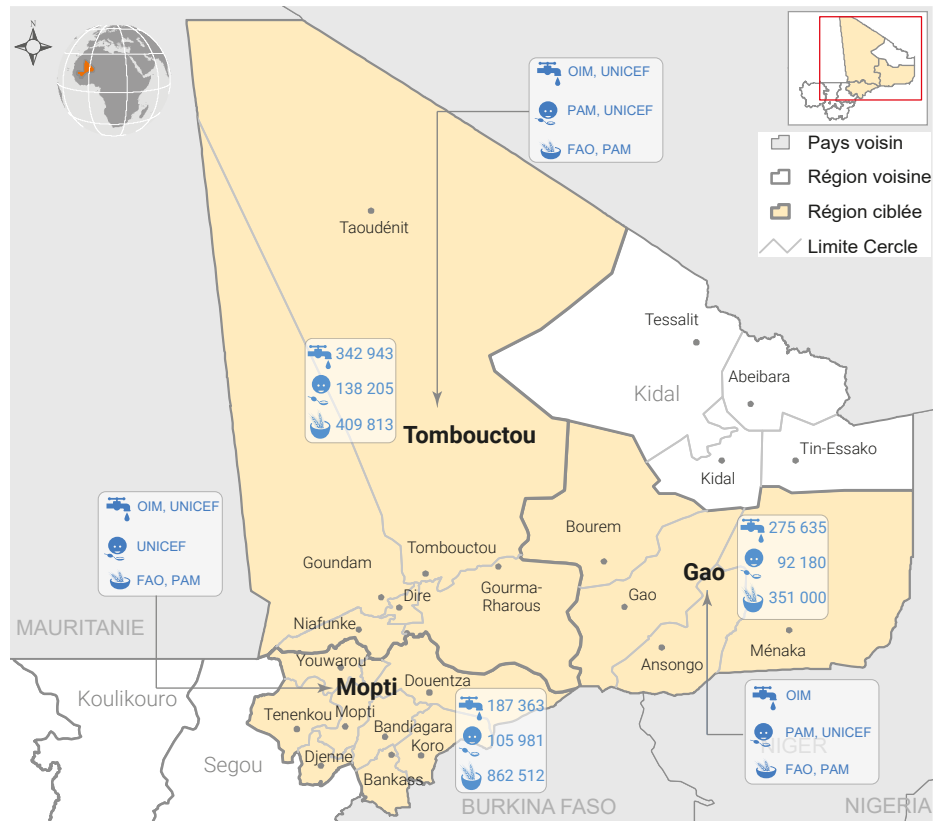 N
OIM, UNICEF
PAM, UNICEF
FAO, PAM
Pays voisin
Région voisine
Région ciblée
Limite Cercle
Taoudénit
Tessalit
Abeibara
Kidal
Tin-Essako
Kidal
342 943
138 205
409 813
Tombouctou
OIM, UNICEF
UNICEF
FAO, PAM
Bourem
275 635
92 180
351 000
Tombouctou
Goundam
Gourma-
Rharous
Dire
Gao
Gao
Niafunke
MAURITANIE
Ansongo
Ménaka
Youwarou
Mopti
Douentza
Koulikouro
Tenenkou
Mopti
Bandiagara
Koro
Djenne
Bankass
Segou
187 363
105 981
862 512
OIM
PAM, UNICEF
NIGER
FAO, PAM
BURKINA FASO
NIGERIA